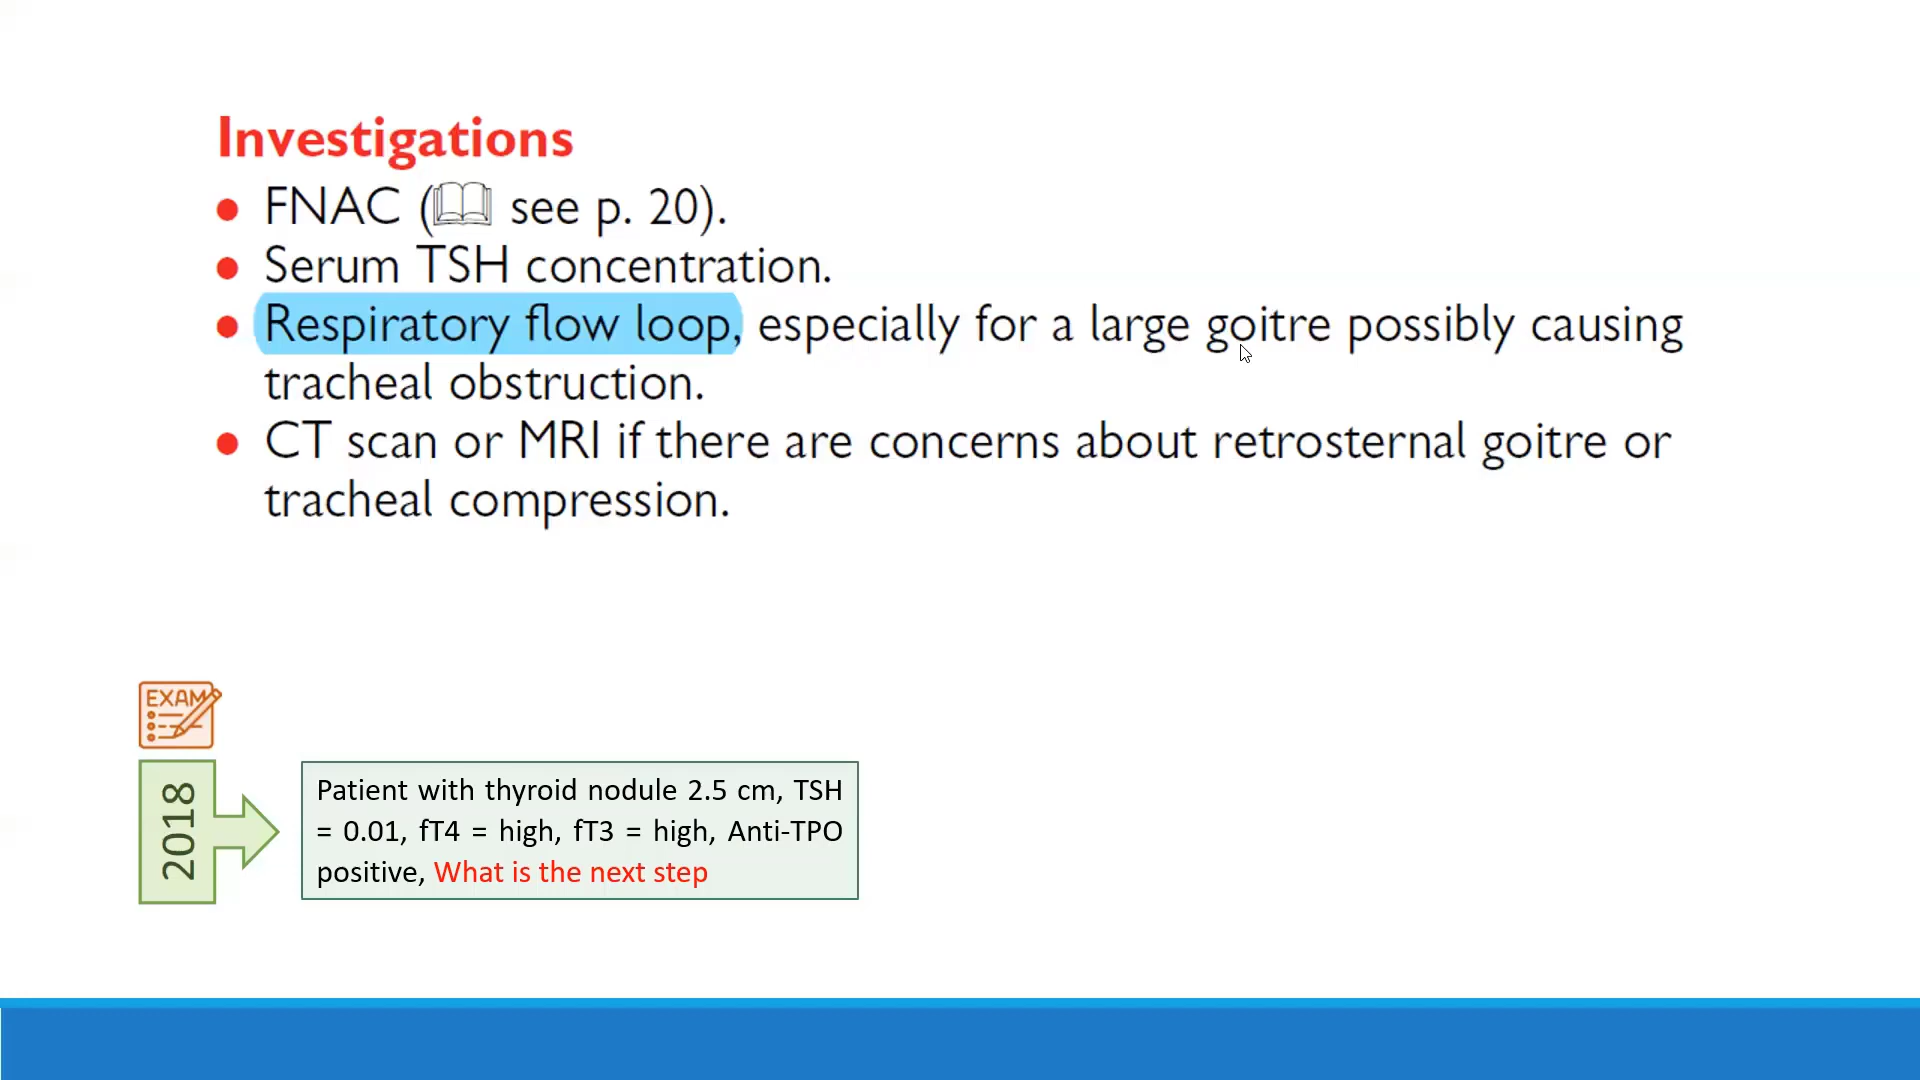 Investigations
● FNAC (📖 see p. 20).
● Serum TSH concentration.
● Respiratory flow loop, especially for a large goitre possibly causing
tracheal obstruction.
● CT scan or MRI if there are concerns about retrosternal goitre or
tracheal compression.
EXAM
2018
Patient with thyroid nodule 2.5 cm, TSH
= 0.01, fT4 = high, fT3 = high, Anti-TPO
positive, What is the next step